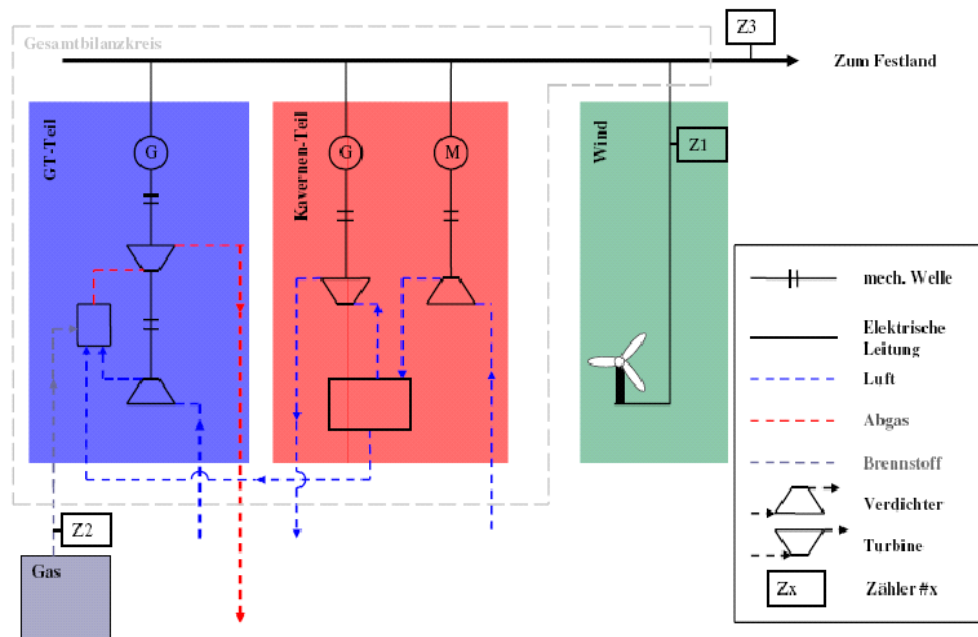 Z3
Gesamtbilanzkreis
Zum Festland
GT-Teil
G
Kavernen-Teil
G
M
Wind
Z1
mech. Welle
Elektrische
Leitung
Luft
Abgas
Brennstoff
Verdichter
Turbine
Zx
Zähler #x
Z2
Gas